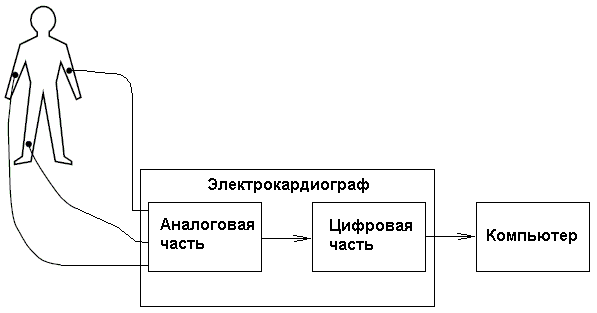 Электрокардиограф
Аналоговая
часть
Цифровая
часть
Компьютер